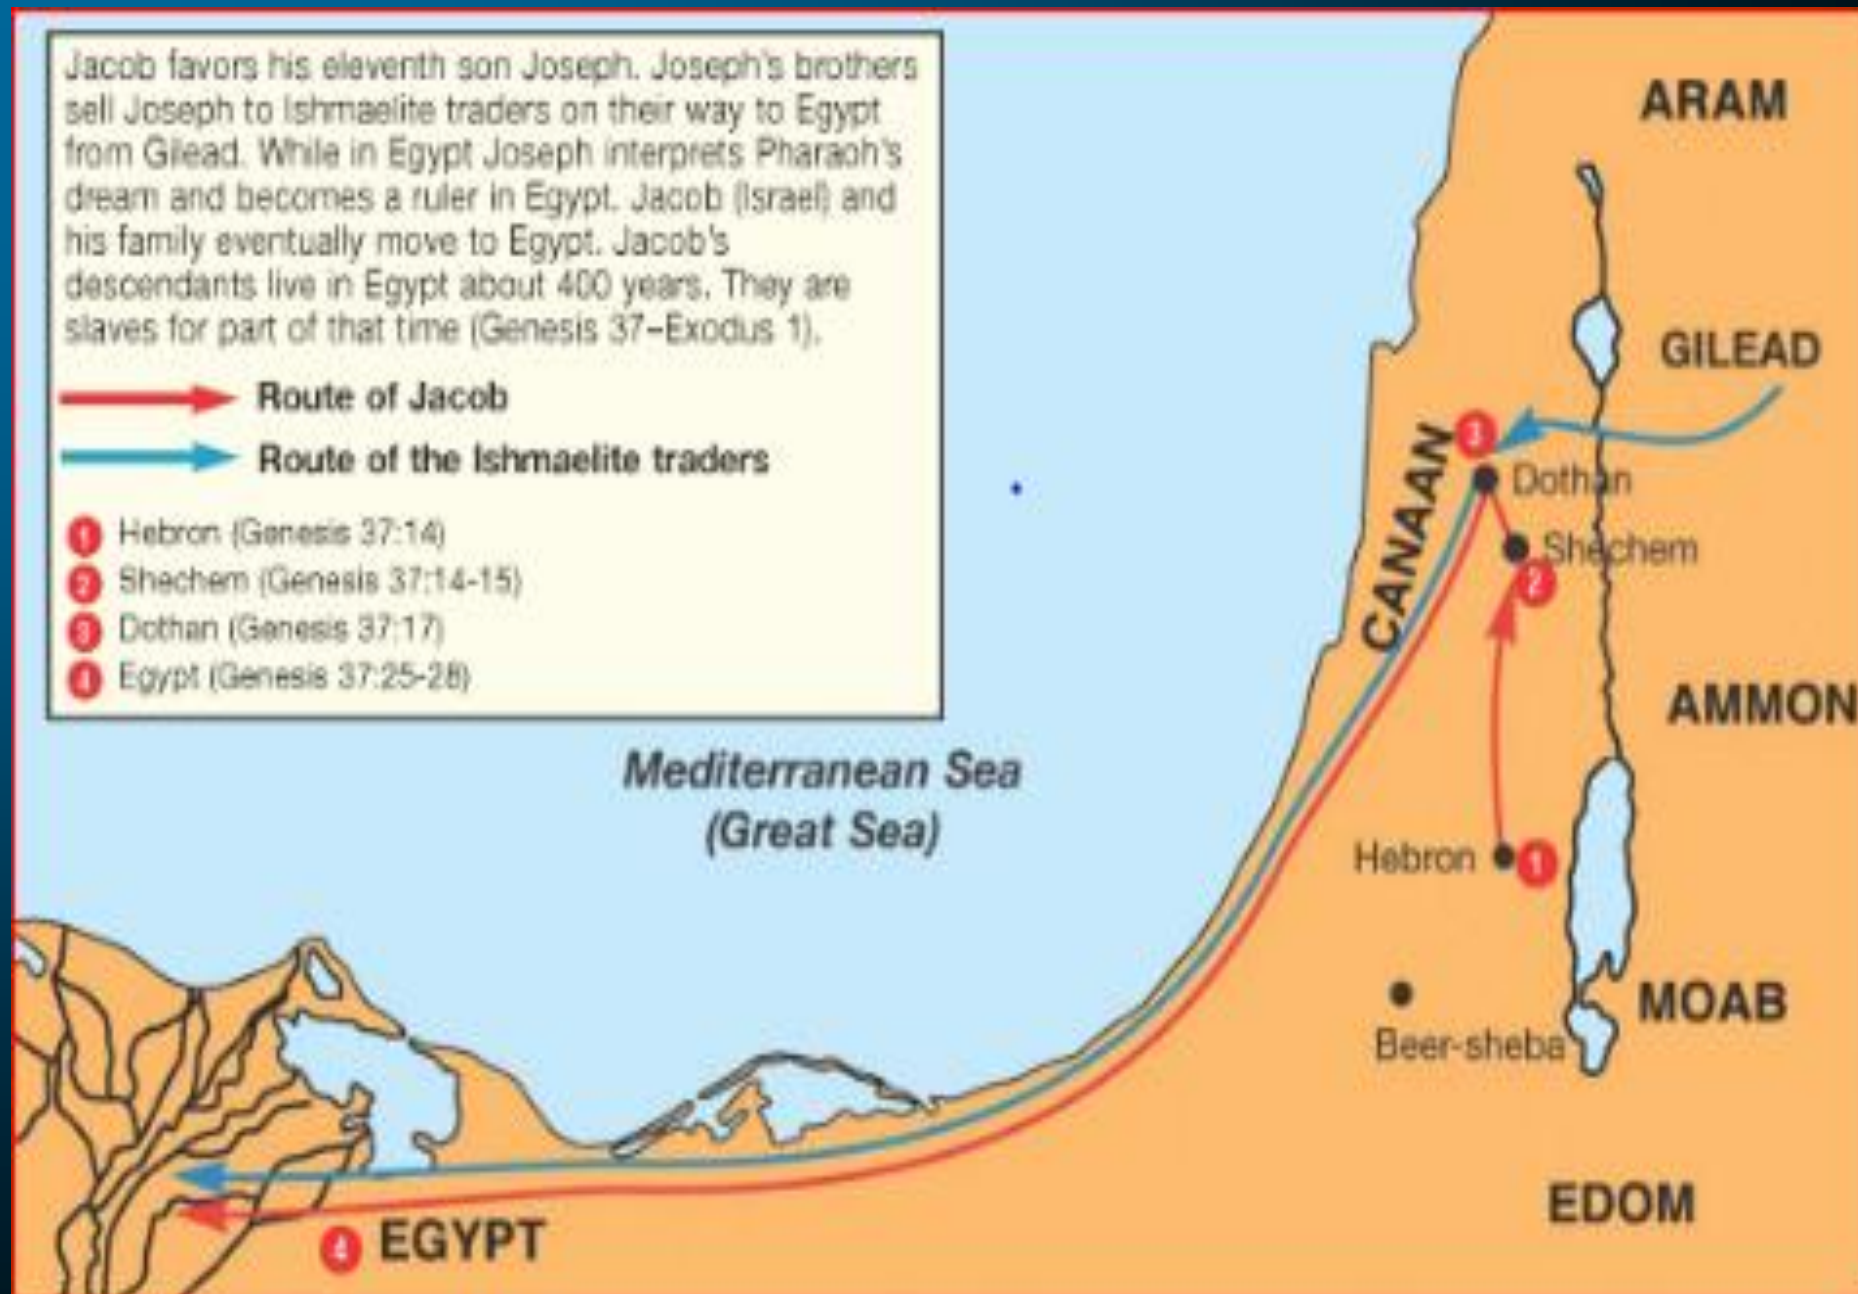 Jacob favors his eleventh son Joseph. Joseph's brothers
sell Joseph to Ishmaelite traders on their way to Egypt
from Gilead. While in Egypt Joseph interprets Pharaoh's
dream and becomes a ruler in Egypt. Jacob (Israel) and
his family eventually move to Egypt. Jacob's
descendants live in Egypt about 400 years. They are
slaves for part of that time (Genesis 37–Exodus 1).
Route of Jacob
Route of the Ishmaelite traders
1 Hebron (Genesis 37:14)
2 Shechem (Genesis 37:14-15)
3 Dothan (Genesis 37:17)
4 Egypt (Genesis 37:25-28)
ARAM
GILEAD
3
Dothan
CANAAN
Shechem
2
AMMON
Mediterranean Sea
(Great Sea)
Hebron 1
MOAB
Beer-sheba
EDOM
4 EGYPT